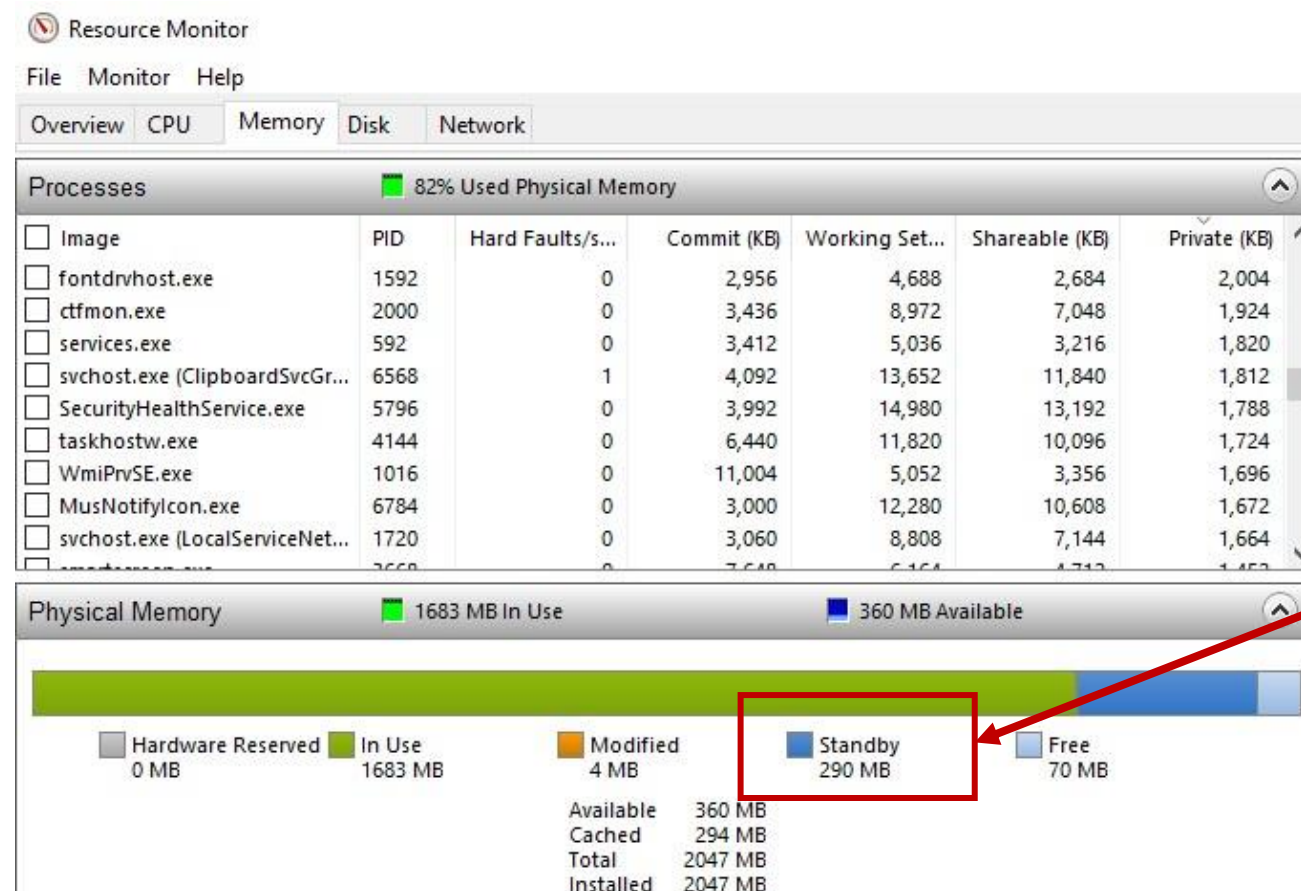 Resource Monitor
File Monitor Help
Overview CPU Memory Disk Network
Processes 82% Used Physical Memory
Image PID Hard Faults/s... Commit (KB) Working Set... Shareable (KB) Private (KB)
fontdrvhost.exe 1592 0 2,956 4,688 2,684 2,004
ctfmon.exe 2000 0 3,436 8,972 7,048 1,924
services.exe 592 0 3,412 5,036 3,216 1,820
svchost.exe (ClipboardSvcGr... 6568 1 4,092 13,652 11,840 1,812
SecurityHealthService.exe 5796 0 3,992 14,980 13,192 1,788
taskhostw.exe 4144 0 6,440 11,820 10,096 1,724
WmiPrvSE.exe 1016 0 11,004 5,052 3,356 1,696
MusNotifyIcon.exe 6784 0 3,000 12,280 10,608 1,672
svchost.exe (LocalServiceNet... 1720 0 3,060 8,808 7,144 1,664
Physical Memory 1683 MB In Use 360 MB Available
Hardware Reserved In Use Modified Standby Free
0 MB 1683 MB 4 MB 290 MB 70 MB
Available 360 MB
Cached 294 MB
Total 2047 MB
Installed 2047 MB